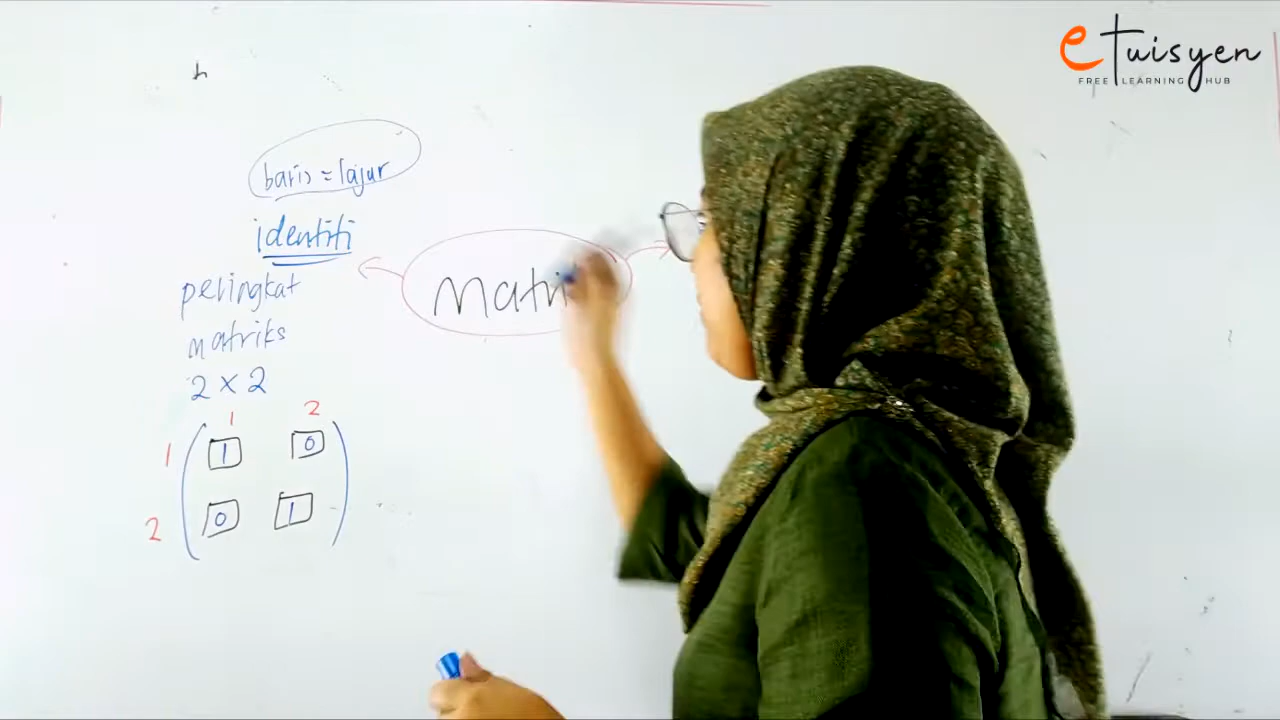 etuisyen
FREE LEARNING HUB
baris = lajur
identiti
peringkat
matriks
2 x 2
1 2
1 1 0
2 0 1